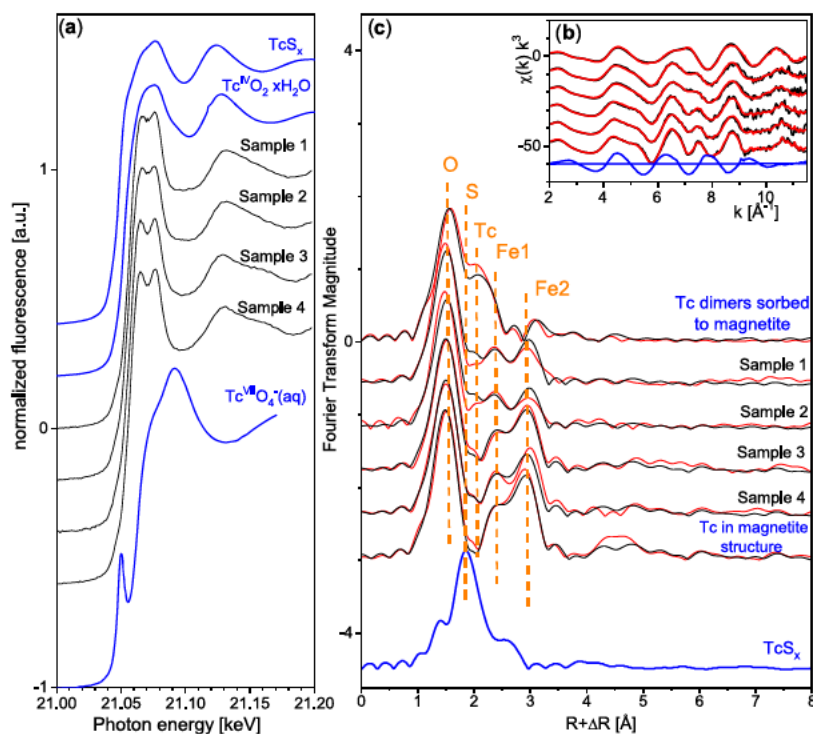 (a)
TcSₓ
TcᴵⱽO₂ xH₂O
Sample 1
Sample 2
Sample 3
Sample 4
TcⱽᴵᴵO₄⁻(aq)
1
0
-1
normalized fluorescence [a.u.]
21.00 21.05 21.10 21.15 21.20
Photon energy [keV]
(c)
4
0
-4
Fourier Transform Magnitude
O
S
Tc
Fe1
Fe2
Tc dimers sorbed
to magnetite
Sample 1
Sample 2
Sample 3
Sample 4
Tc in magnetite
structure
TcSₓ
0 1 2 3 4 5 6 7 8
R+ΔR [Å]
(b)
χ(k) k³
0
-50
2 4 6 8 10
k [Å⁻¹]